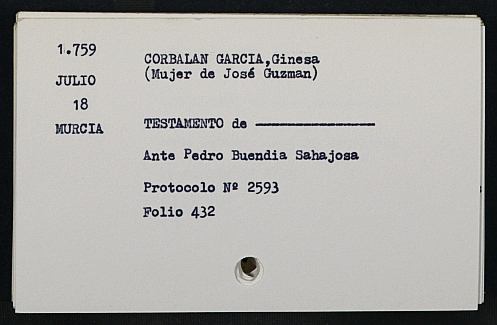 1.759
JULIO
18
MURCIA
CORBALAN GARCIA,Ginesa
(Mujer de José Guzman)
TESTAMENTO de ————————
Ante Pedro Buendia Sahajosa
Protocolo Nº 2593
Folio 432